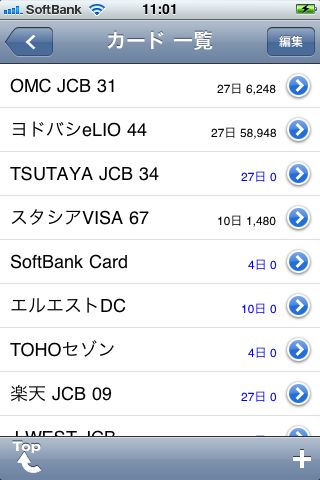 SoftBank 11:01
カード 一覧 編集
OMC JCB 31 27日 6,248
ヨドバシeLIO 44 27日 58,948
TSUTAYA JCB 34 27日 0
スタシアVISA 67 10日 1,480
SoftBank Card 4日 0
エルエストDC 10日 0
TOHOセゾン 4日 0
楽天 JCB 09 27日 0
J-WEST JCB
Top